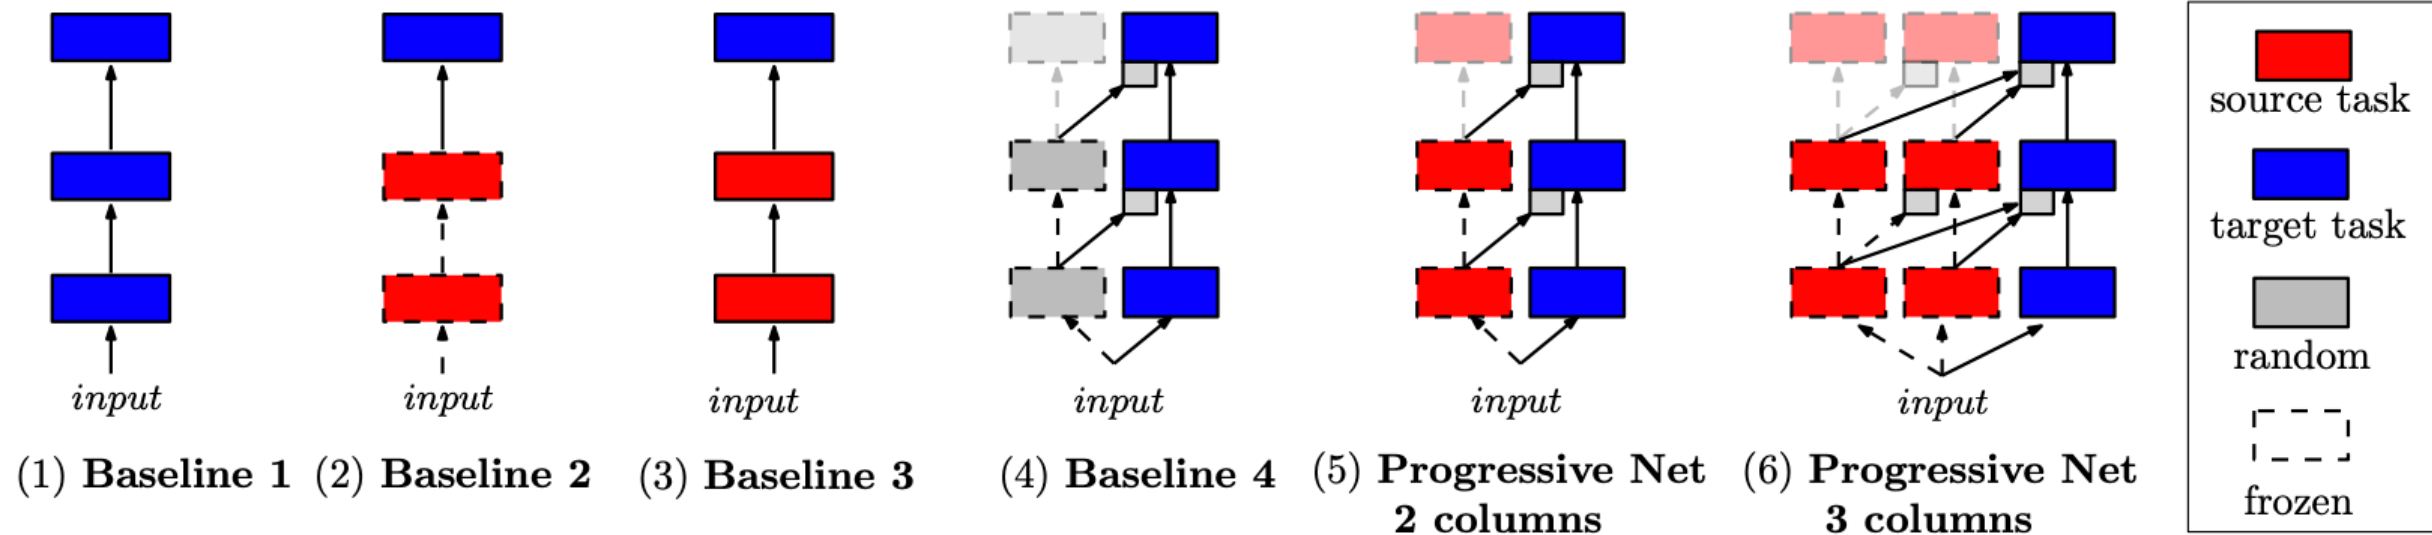 input
input
input
input
input
input
(1) Baseline 1
(2) Baseline 2
(3) Baseline 3
(4) Baseline 4
(5) Progressive Net
2 columns
(6) Progressive Net
3 columns
source task
target task
random
frozen